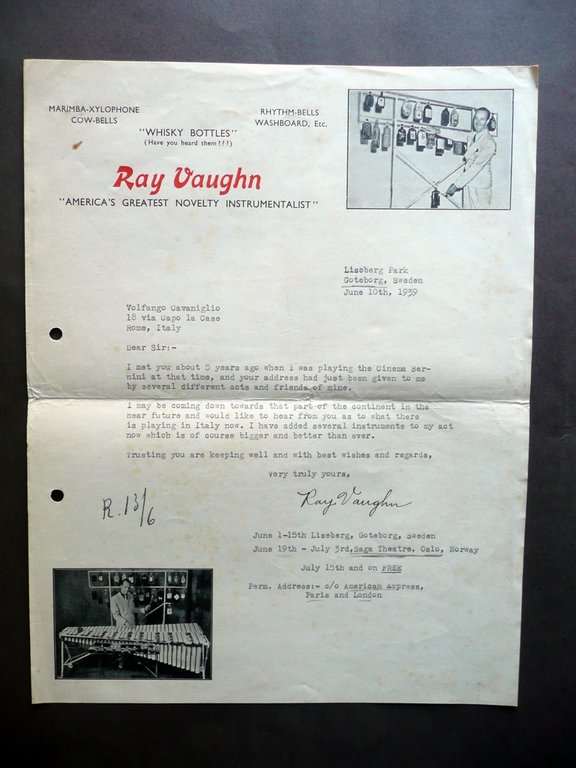 MARIMBA-XYLOPHONE
COW-BELLS
RHYTHM-BELLS
WASHBOARD, Etc.
"WHISKY BOTTLES"
(Have you heard them???)
Ray Vaughn
"AMERICA'S GREATEST NOVELTY INSTRUMENTALIST"
Liseberg Park
Goteborg, Sweden
June 10th, 1939
Volfango Cavaniglio
18 via Capo la Case
Rome, Italy
Dear Sir:-
I met you about 5 years ago when I was playing the Cinema Ber-
nini at that time, and your address had just been given to me
by several different acts and friends of mine.
I may be coming down towards that part of the continent in the
near future and would like to hear from you as to what there
is playing in Italy now. I have added several instruments to my act
now which is of course bigger and better than ever.
Trusting you are keeping well and with best wishes and regards,
Very truly yours,
Ray Vaughn
R. 13/6
June 1-15th Liseberg, Goteborg, Sweden
June 19th - July 3rd, Saga Theatre, Oslo, Norway
July 15th and on FREE
Perm. Address:- c/o American Express,
Paris and London